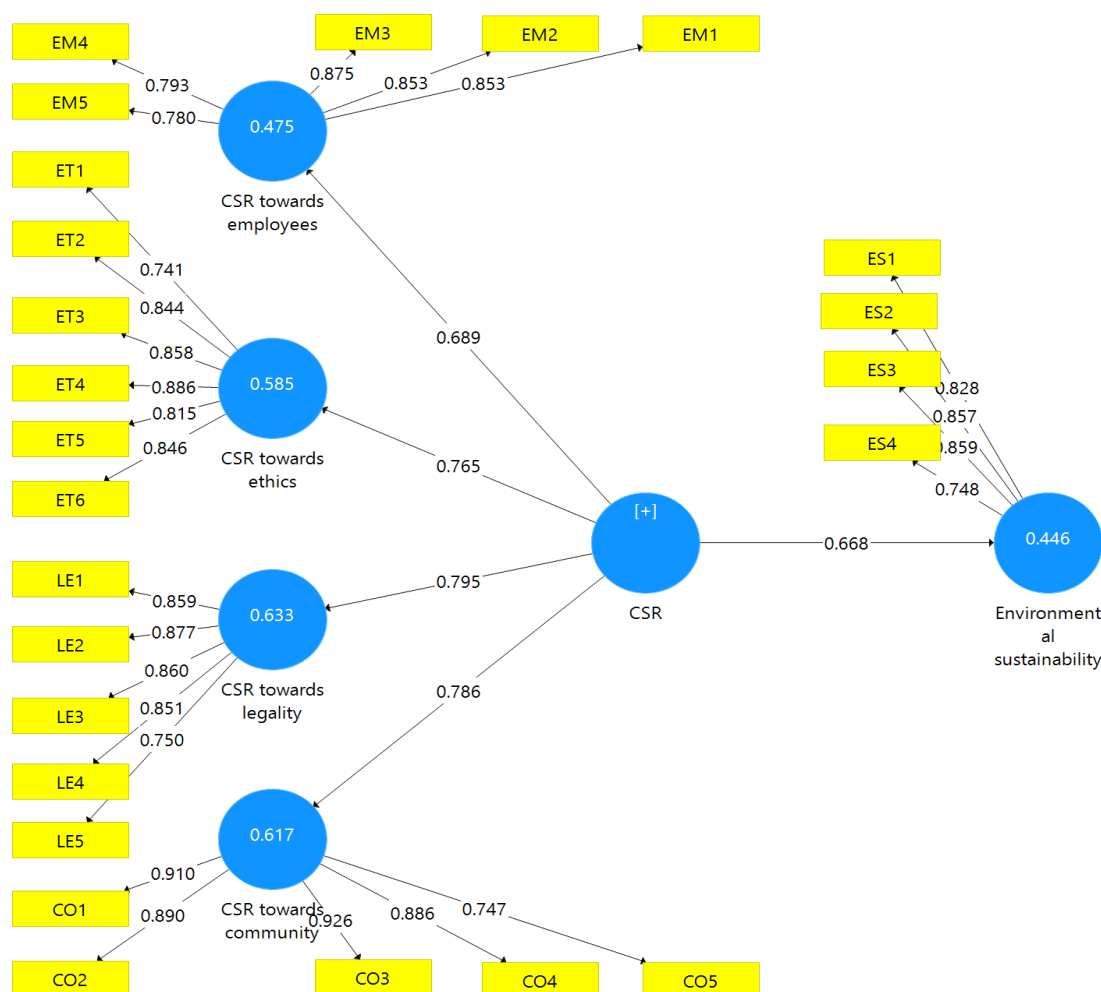 EM4
EM3
EM2
EM1
0.793
0.875
0.853
0.853
EM5
0.780
0.475
CSR towards
employees
ET1
ET2
ET3
ET4
ET5
ET6
0.741
0.844
0.858
0.886
0.815
0.846
0.585
CSR towards
ethics
0.689
0.765
ES1
ES2
ES3
ES4
0.828
0.857
0.859
0.748
[+]
CSR
0.668
0.446
Environment
al
sustainability
LE1
LE2
LE3
LE4
LE5
0.859
0.877
0.860
0.851
0.750
0.633
CSR towards
legality
0.795
0.786
0.617
CSR towards
community
0.910
0.890
0.926
0.886
0.747
CO1
CO2
CO3
CO4
CO5